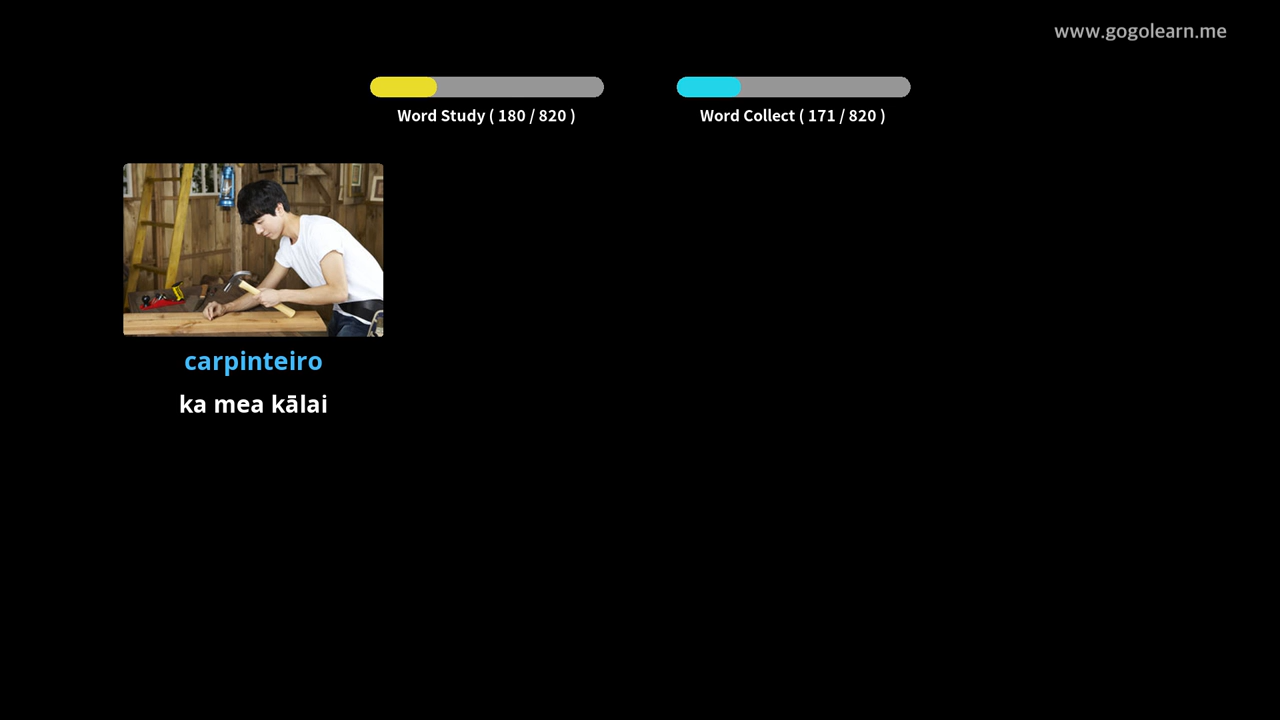 www.gogolearn.me
Word Study ( 180 / 820 )
Word Collect ( 171 / 820 )
carpinteiro
ka mea kālai